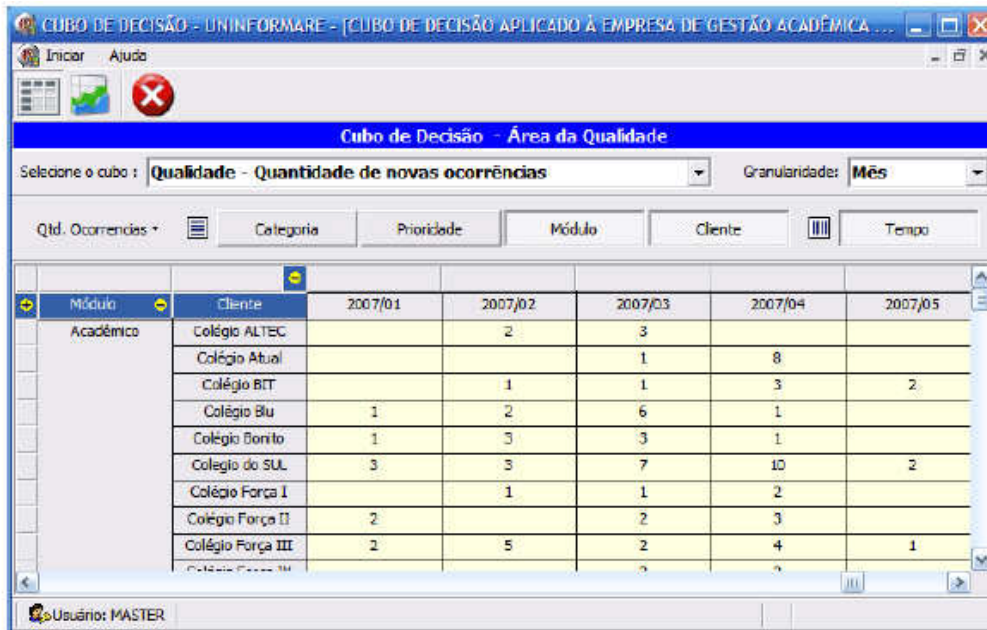 CUBO DE DECISÃO - UNINFORMARE - [CUBO DE DECISÃO APLICADO À EMPRESA DE GESTÃO ACADÊMICA ...
Iniciar Ajuda
Cubo de Decisão - Área da Qualidade
Selecione o cubo : Qualidade - Quantidade de novas ocorrências Granularidade: Mês
Qtd. Ocorrencias Categoria Prioridade Módulo Cliente Tempo
Módulo Cliente 2007/01 2007/02 2007/03 2007/04 2007/05
Acadêmico Colégio ALTEC 2 3
Colégio Atual 1 8
Colégio BIT 1 1 3 2
Colégio Blu 1 2 6 1
Colégio Bonito 1 3 3 1
Colegio do SUL 3 3 7 10 2
Colégio Força I 1 1 2
Colégio Força II 2 2 3
Colégio Força III 2 5 2 4 1
Usuário: MASTER